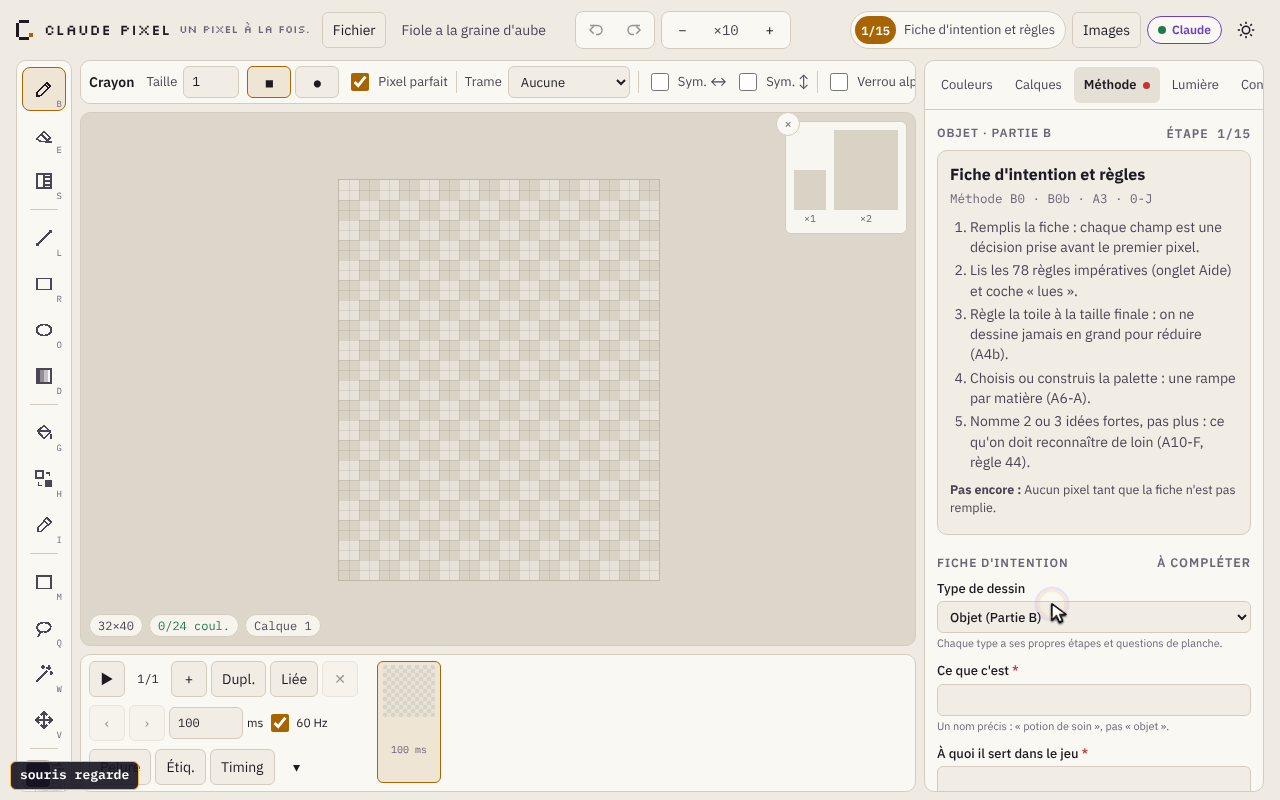 CLAUDE PIXEL
UN PIXEL À LA FOIS.
Fichier
Fiole a la graine d'aube
−
×10
+
1/15
Fiche d'intention et règles
Images
Claude
Crayon
Taille
1
Pixel parfait
Trame
Aucune
Sym. ↔
Sym. ↕
Verrou alp
B
E
S
L
R
O
D
G
H
I
M
Q
W
V
×
×1
×2
32×40
0/24 coul.
Calque 1
1/1
+
Dupl.
Liée
×
‹
›
100
ms
60 Hz
Étiq.
Timing
▼
100 ms
souris regarde
Couleurs
Calques
Méthode
Lumière
Con
OBJET · PARTIE B
ÉTAPE 1/15
Fiche d'intention et règles
Méthode B0 · B0b · A3 · 0-J
1. Remplis la fiche : chaque champ est une
décision prise avant le premier pixel.
2. Lis les 78 règles impératives (onglet Aide)
et coche « lues ».
3. Règle la toile à la taille finale : on ne
dessine jamais en grand pour réduire
(A4b).
4. Choisis ou construis la palette : une rampe
par matière (A6-A).
5. Nomme 2 ou 3 idées fortes, pas plus : ce
qu'on doit reconnaître de loin (A10-F,
règle 44).
Pas encore : Aucun pixel tant que la fiche n'est pas
remplie.
FICHE D'INTENTION
À COMPLÉTER
Type de dessin
Objet (Partie B)
Chaque type a ses propres étapes et questions de planche.
Ce que c'est *
Un nom précis : « potion de soin », pas « objet ».
À quoi il sert dans le jeu *